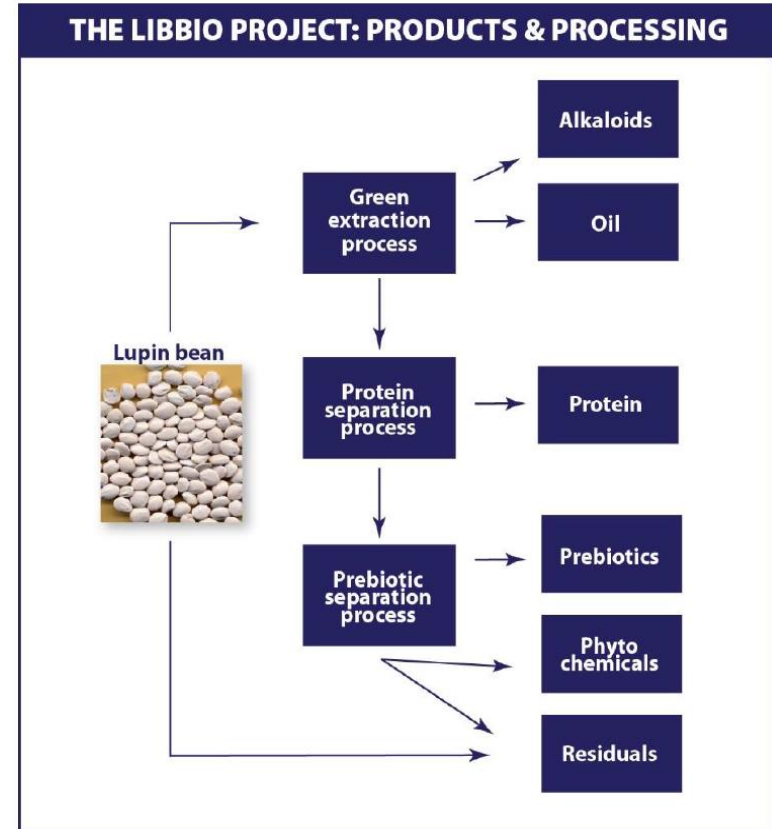 THE LIBBIO PROJECT: PRODUCTS & PROCESSING
Alkaloids
Green
extraction
process
Oil
Lupin bean
Protein
separation
process
Protein
Prebiotic
separation
process
Prebiotics
Phyto
chemicals
Residuals